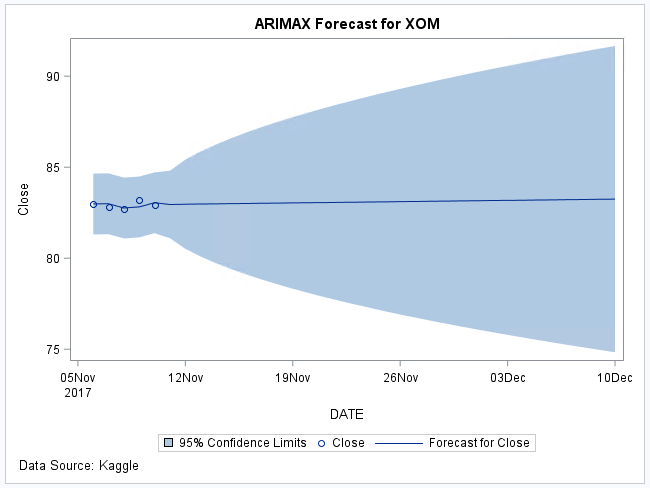 ARIMAX Forecast for XOM
Close
90
85
80
75
05Nov 12Nov 19Nov 26Nov 03Dec 10Dec
2017
DATE
95% Confidence Limits Close Forecast for Close
Data Source: Kaggle